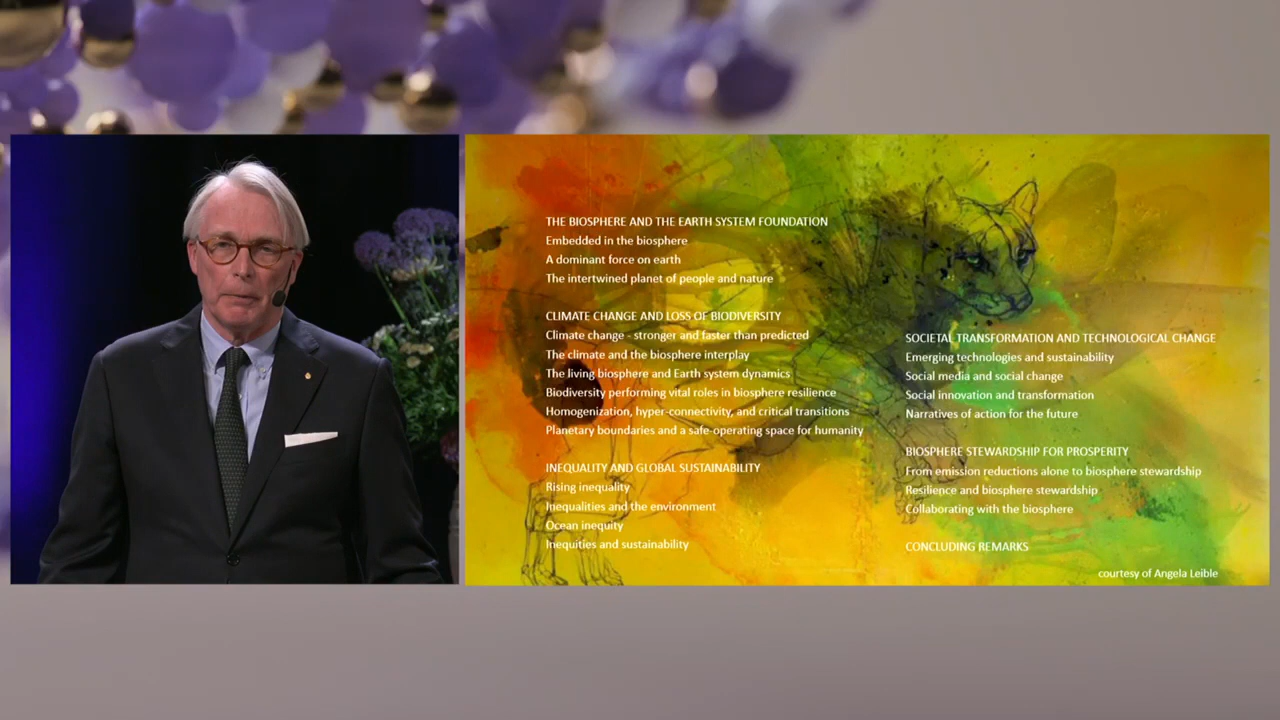 THE BIOSPHERE AND THE EARTH SYSTEM FOUNDATION
Embedded in the biosphere
A dominant force on earth
The intertwined planet of people and nature
CLIMATE CHANGE AND LOSS OF BIODIVERSITY
Climate change - stronger and faster than predicted
The climate and the biosphere interplay
The living biosphere and Earth system dynamics
Biodiversity performing vital roles in biosphere resilience
Homogenization, hyper-connectivity, and critical transitions
Planetary boundaries and a safe-operating space for humanity
INEQUALITY AND GLOBAL SUSTAINABILITY
Rising inequality
Inequalities and the environment
Ocean inequity
Inequities and sustainability
SOCIETAL TRANSFORMATION AND TECHNOLOGICAL CHANGE
Emerging technologies and sustainability
Social media and social change
Social innovation and transformation
Narratives of action for the future
BIOSPHERE STEWARDSHIP FOR PROSPERITY
From emission reductions alone to biosphere stewardship
Resilience and biosphere stewardship
Collaborating with the biosphere
CONCLUDING REMARKS
courtesy of Angela Leible